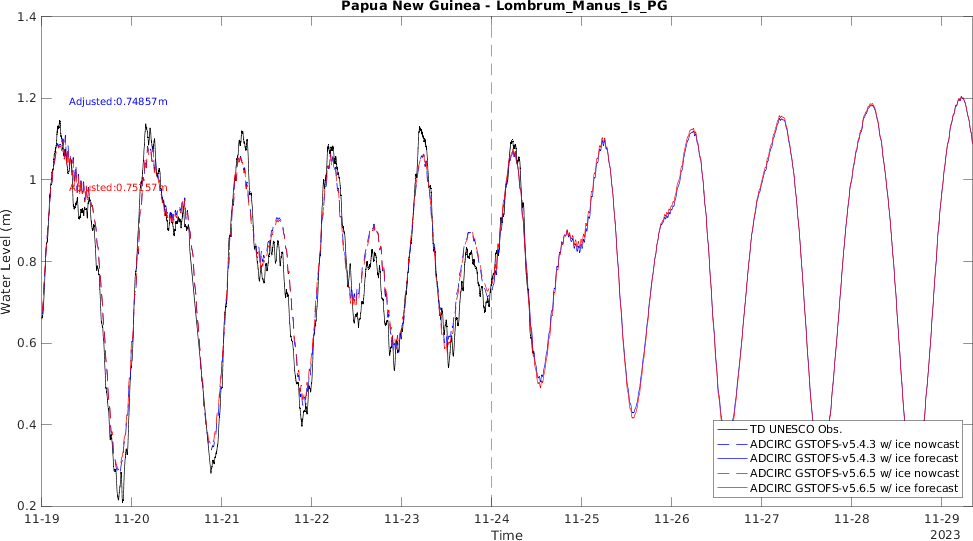 Papua New Guinea - Lombrum_Manus_Is_PG
1.4
1.2
1
0.8
0.6
0.4
0.2
Water Level (m)
Adjusted:0.74857m
Adjusted:0.75157m
TD UNESCO Obs.
ADCIRC GSTOFS-v5.4.3 w/ ice nowcast
ADCIRC GSTOFS-v5.4.3 w/ ice forecast
ADCIRC GSTOFS-v5.6.5 w/ ice nowcast
ADCIRC GSTOFS-v5.6.5 w/ ice forecast
11-19 11-20 11-21 11-22 11-23 11-24 11-25 11-26 11-27 11-28 11-29
Time
2023